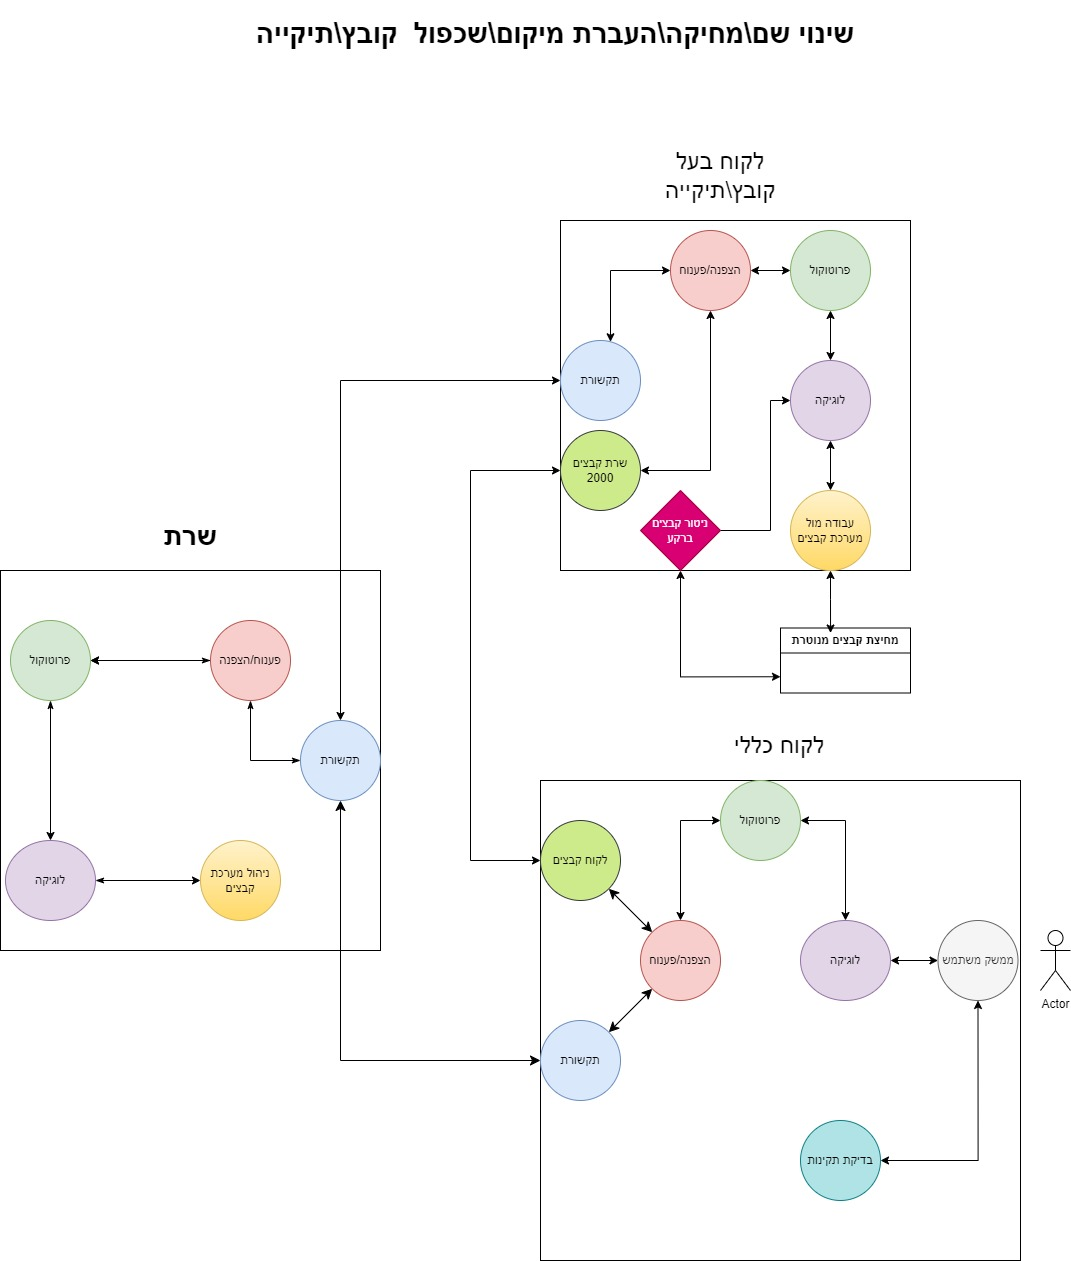 שינוי שם\מחיקה\העברת מיקום\שכפול  קובץ\תיקייה
לקוח בעל
קובץ\תיקייה
הצפנה/פענוח
פרוטוקול
תקשורת
לוגיקה
שרת קבצים
2000
ניטור קבצים
ברקע
עבודה מול
מערכת קבצים
מחיצת קבצים מנוטרת
שרת
פרוטוקול
פענוח/הצפנה
תקשורת
לוגיקה
ניהול מערכת
קבצים
לקוח כללי
פרוטוקול
לקוח קבצים
הצפנה/פענוח
לוגיקה
ממשק משתמש
Actor
תקשורת
בדיקת תקינות